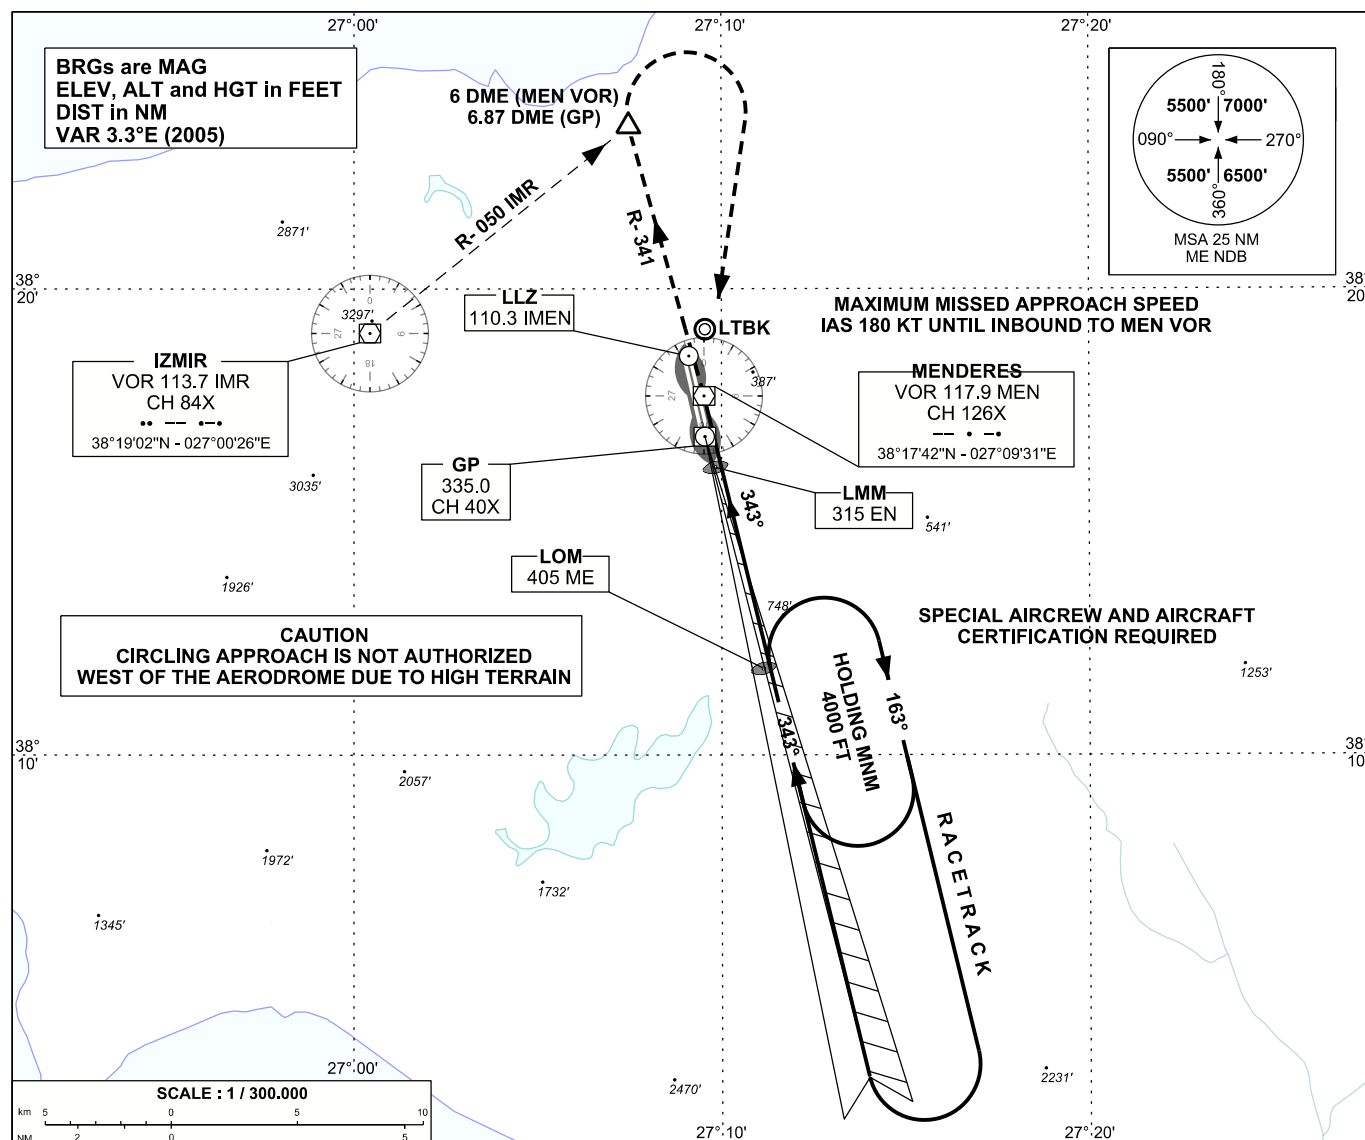 27°00'
27°10'
27°20'
BRGs are MAG
ELEV, ALT and HGT in FEET
DIST in NM
VAR 3.3°E (2005)
6 DME (MEN VOR)
6.87 DME (GP)
180°
5500' 7000'
090° 270°
5500' 6500'
360°
MSA 25 NM
ME NDB
R- 050 IMR
R- 341
2871'
38°
20'
38°
20'
LLZ
110.3 IMEN
MAXIMUM MISSED APPROACH SPEED
IAS 180 KT UNTIL INBOUND TO MEN VOR
LTBK
3297'
0
9
18
27
IZMIR
VOR 113.7 IMR
CH 84X
38°19'02"N - 027°00'26"E
0
27
387'
MENDERES
VOR 117.9 MEN
CH 126X
38°17'42"N - 027°09'31"E
GP
335.0
CH 40X
3035'
LMM
315 EN
343°
541'
LOM
405 ME
1926'
748'
SPECIAL AIRCREW AND AIRCRAFT
CERTIFICATION REQUIRED
CAUTION
CIRCLING APPROACH IS NOT AUTHORIZED
WEST OF THE AERODROME DUE TO HIGH TERRAIN
1253'
HOLDING MNM
4000 FT
163°
343°
38°
10'
38°
10'
2057'
RACETRACK
1972'
1732'
1345'
27°00'
2470'
2231'
SCALE : 1 / 300.000
km 5 0 5 10
NM 2 0 5
27°10'
27°20'